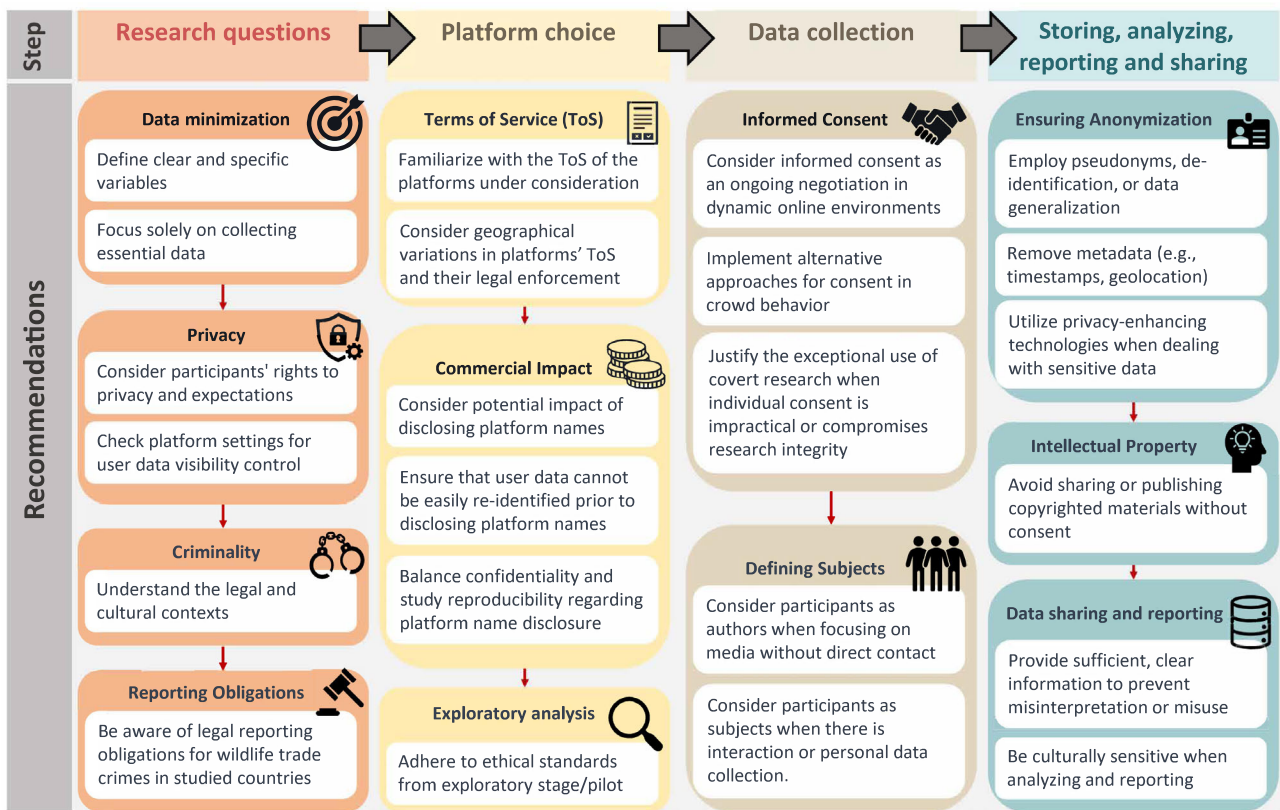 Step
Research questions
Platform choice
Data collection
Storing, analyzing,
reporting and sharing
Recommendations
Data minimization
Define clear and specific
variables
Focus solely on collecting
essential data
Privacy
Consider participants' rights to
privacy and expectations
Check platform settings for
user data visibility control
Criminality
Understand the legal and
cultural contexts
Reporting Obligations
Be aware of legal reporting
obligations for wildlife trade
crimes in studied countries
Terms of Service (ToS)
Familiarize with the ToS of the
platforms under consideration
Consider geographical
variations in platforms’ ToS
and their legal enforcement
Commercial Impact
Consider potential impact of
disclosing platform names
Ensure that user data cannot
be easily re-identified prior to
disclosing platform names
Balance confidentiality and
study reproducibility regarding
platform name disclosure
Exploratory analysis
Adhere to ethical standards
from exploratory stage/pilot
Informed Consent
Consider informed consent as
an ongoing negotiation in
dynamic online environments
Implement alternative
approaches for consent in
crowd behavior
Justify the exceptional use of
covert research when
individual consent is
impractical or compromises
research integrity
Defining Subjects
Consider participants as
authors when focusing on
media without direct contact
Consider participants as
subjects when there is
interaction or personal data
collection.
Ensuring Anonymization
Employ pseudonyms, de-
identification, or data
generalization
Remove metadata (e.g.,
timestamps, geolocation)
Utilize privacy-enhancing
technologies when dealing
with sensitive data
Intellectual Property
Avoid sharing or publishing
copyrighted materials without
consent
Data sharing and reporting
Provide sufficient, clear
information to prevent
misinterpretation or misuse
Be culturally sensitive when
analyzing and reporting